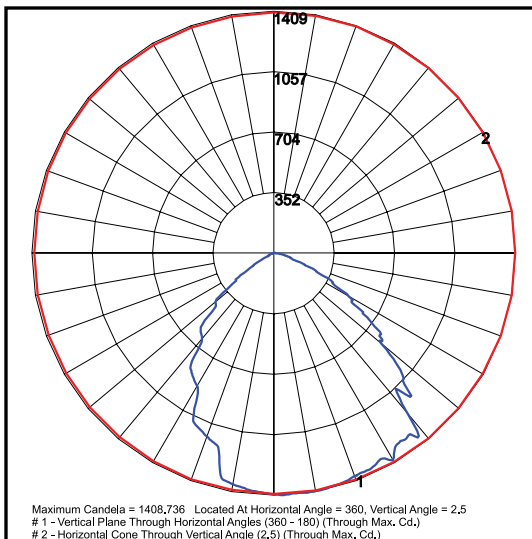 1409
1057
2
704
352
1
Maximum Candela = 1408.736 Located At Horizontal Angle = 360, Vertical Angle = 2.5
# 1 - Vertical Plane Through Horizontal Angles (360 - 180) (Through Max. Cd.)
# 2 - Horizontal Cone Through Vertical Angle (2.5) (Through Max. Cd.)